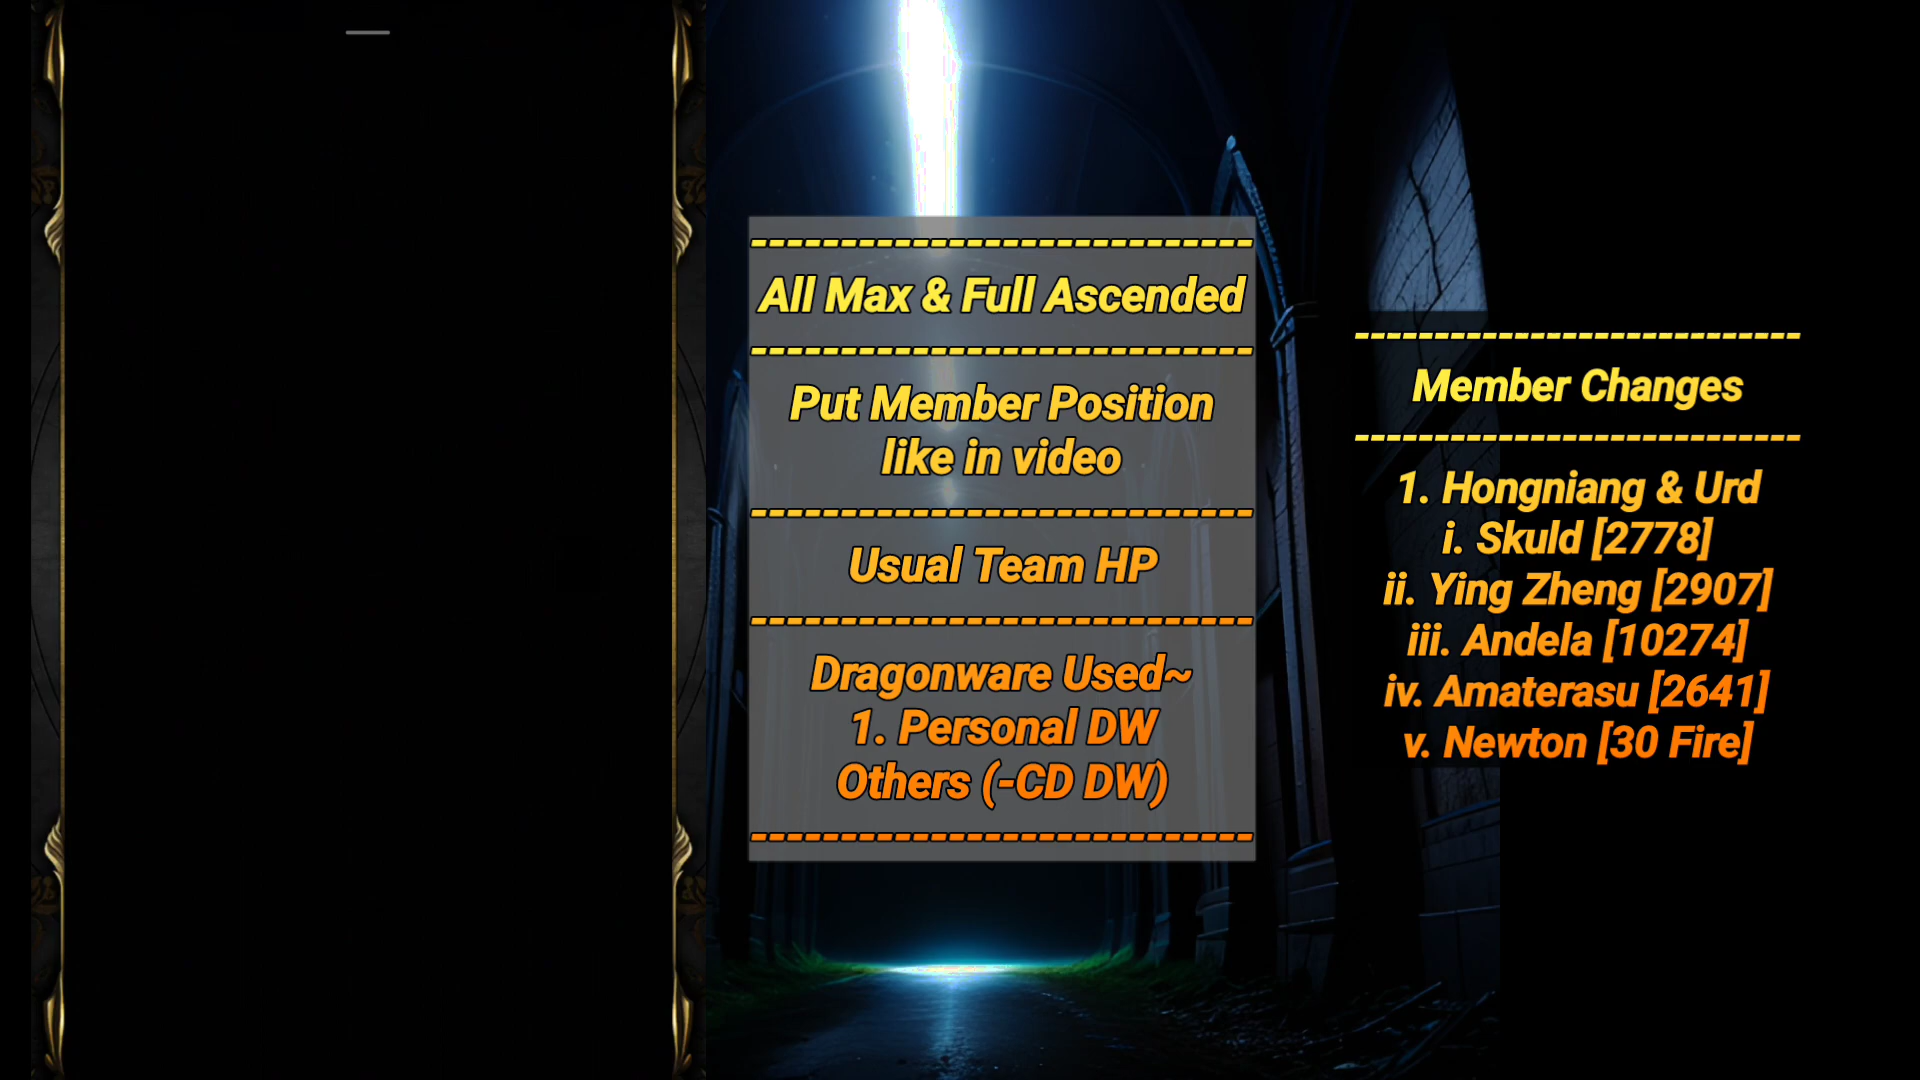 All Max & Full Ascended
Put Member Position
like in video
Usual Team HP
Dragonware Used~
1. Personal DW
Others (-CD DW)
Member Changes
1. Hongniang & Urd
i. Skuld [2778]
ii. Ying Zheng [2907]
iii. Andela [10274]
iv. Amaterasu [2641]
v. Newton [30 Fire]